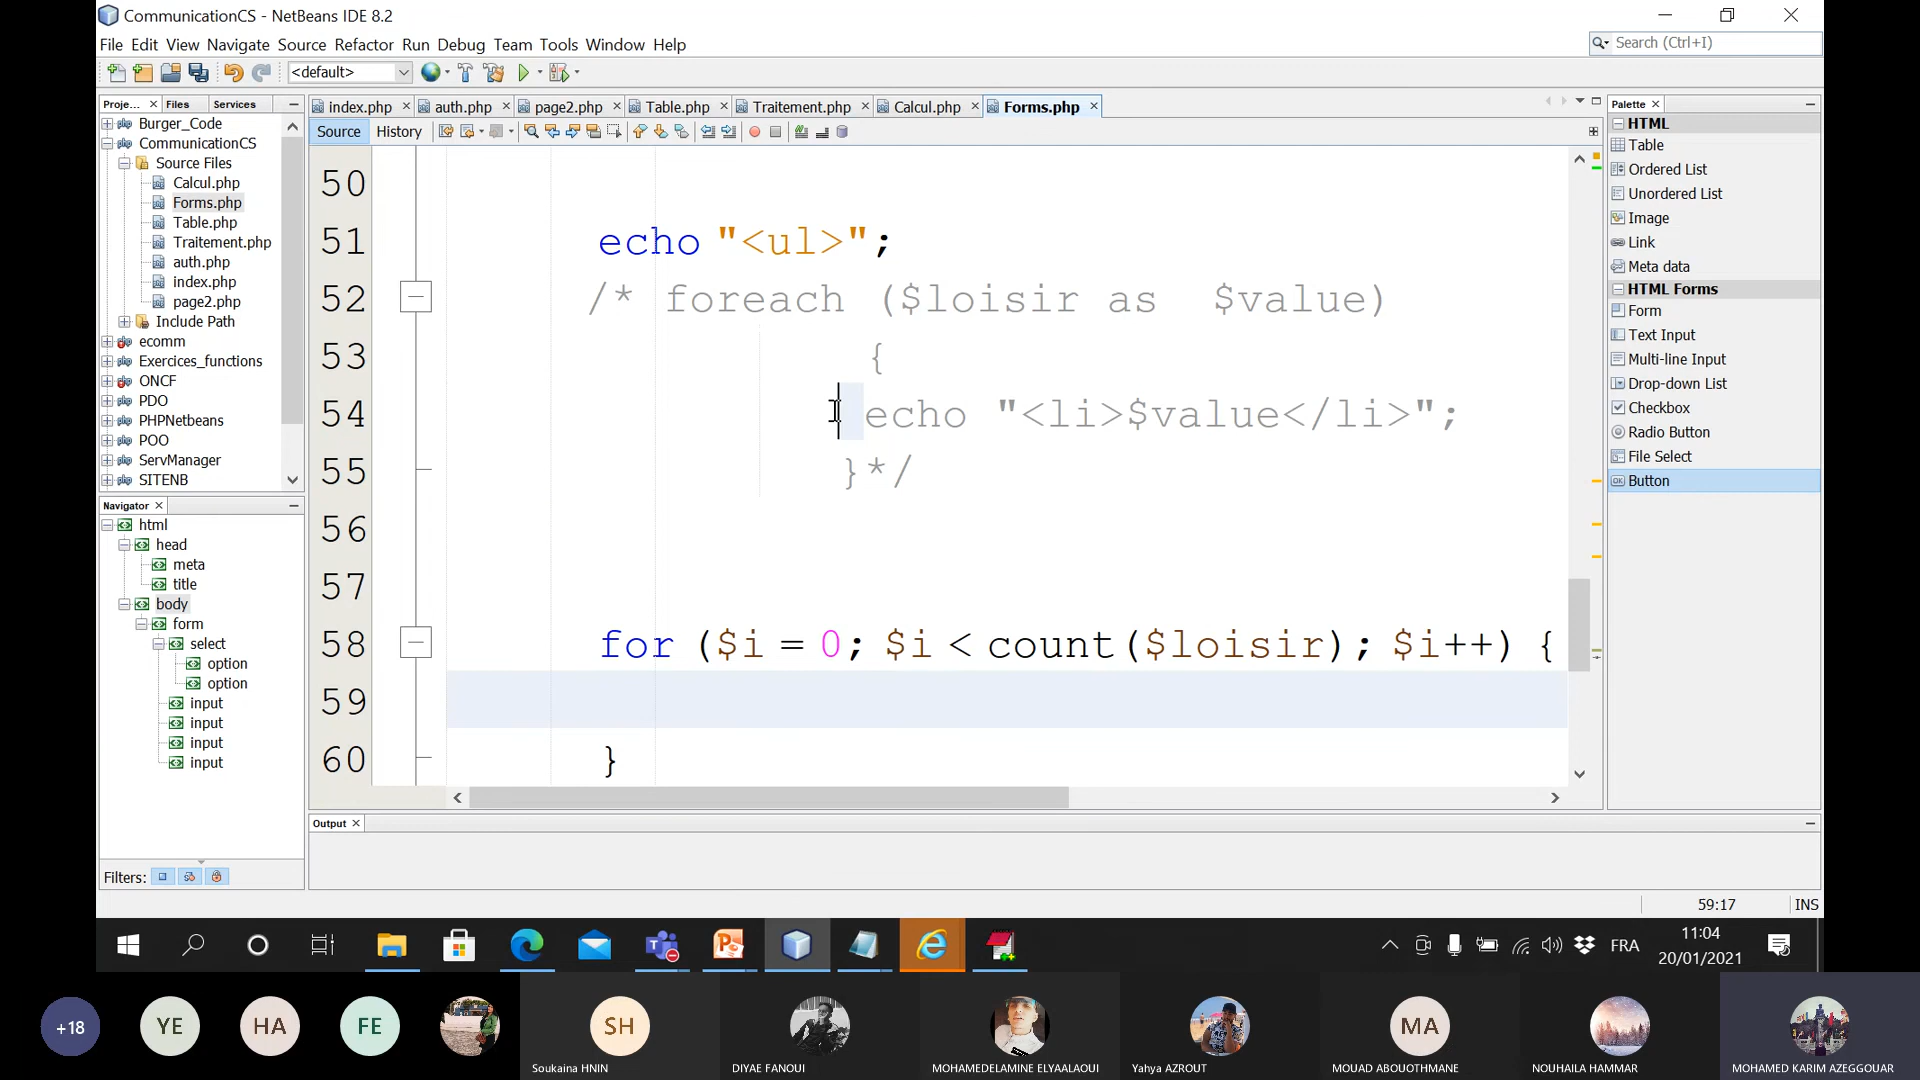 CommunicationCS - NetBeans IDE 8.2
File Edit View Navigate Source Refactor Run Debug Team Tools Window Help
Search (Ctrl+I)
<default>
Proje... Files Services
index.php auth.php page2.php Table.php Traitement.php Calcul.php Forms.php
Source History
Burger_Code
CommunicationCS
Source Files
Calcul.php
Forms.php
Table.php
Traitement.php
auth.php
index.php
page2.php
Include Path
ecomm
Exercices_functions
ONCF
PDO
PHPNetbeans
POO
ServManager
SITENB
Navigator
html
head
meta
title
body
form
select
option
option
input
input
input
input
Filters:
50
51 echo "<ul>";
52 /* foreach ($loisir as $value)
53 {
54 echo "<li>$value</li>";
55 }*/
56
57
58 for ($i = 0; $i < count($loisir); $i++) {
59
60 }
Palette
HTML
Table
Ordered List
Unordered List
Image
Link
Meta data
HTML Forms
Form
Text Input
Multi-line Input
Drop-down List
Checkbox
Radio Button
File Select
Button
Output
59:17 INS
FRA
11:04
20/01/2021
+18 YE HA FE SH MA
Soukaina HNIN DIYAE FANOUI MOHAMEDELAMINE ELYAALAOUI Yahya AZROUT MOUAD ABOUOTHMANE NOUHAILA HAMMAR MOHAMED KARIM AZEGGOUAR